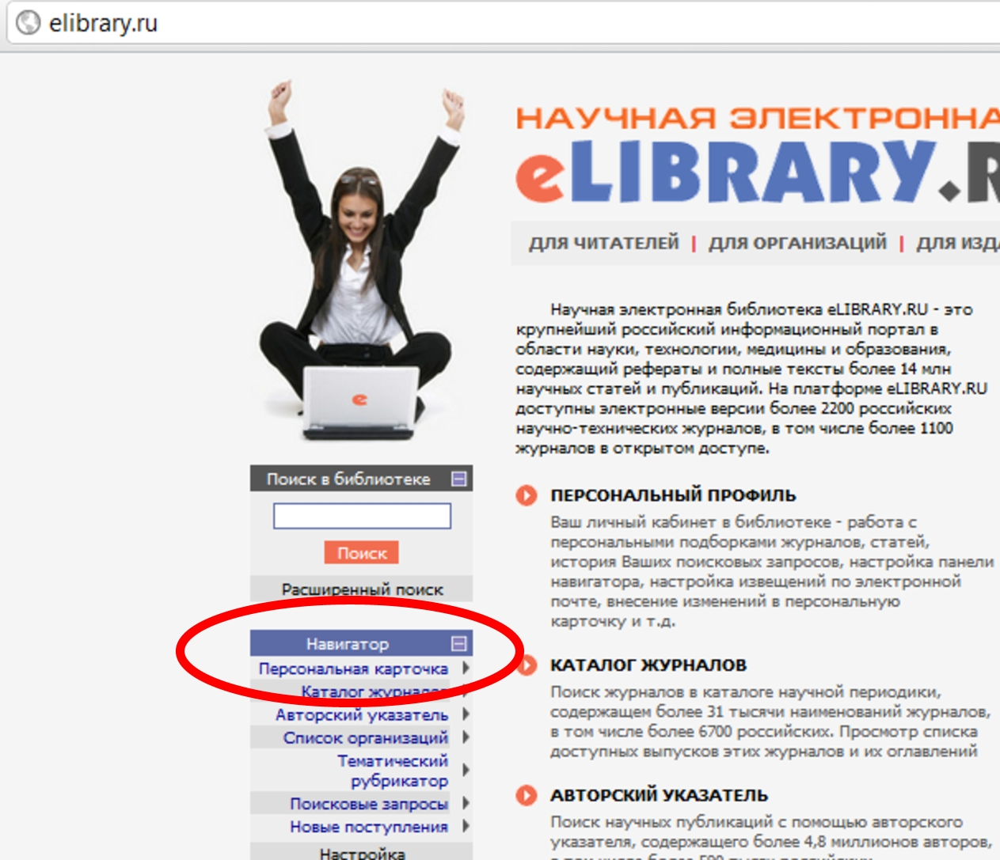 elibrary.ru
НАУЧНАЯ ЭЛЕКТРОННА
eLIBRARY.R
ДЛЯ ЧИТАТЕЛЕЙ | ДЛЯ ОРГАНИЗАЦИЙ | ДЛЯ ИЗДА
Научная электронная библиотека eLIBRARY.RU - это
крупнейший российский информационный портал в
области науки, технологии, медицины и образования,
содержащий рефераты и полные тексты более 14 млн
научных статей и публикаций. На платформе eLIBRARY.RU
доступны электронные версии более 2200 российских
научно-технических журналов, в том числе более 1100
журналов в открытом доступе.
e
Поиск в библиотеке
Поиск
Расширенный поиск
Навигатор
Персональная карточка
Каталог журналов
Авторский указатель
Список организаций
Тематический
рубрикатор
Поисковые запросы
Новые поступления
Настройка
ПЕРСОНАЛЬНЫЙ ПРОФИЛЬ
Ваш личный кабинет в библиотеке - работа с
персональными подборками журналов, статей,
история Ваших поисковых запросов, настройка панели
навигатора, настройка извещений по электронной
почте, внесение изменений в персональную
карточку и т.д.
КАТАЛОГ ЖУРНАЛОВ
Поиск журналов в каталоге научной периодики,
содержащем более 31 тысячи наименований журналов,
в том числе более 6700 российских. Просмотр списка
доступных выпусков этих журналов и их оглавлений
АВТОРСКИЙ УКАЗАТЕЛЬ
Поиск научных публикаций с помощью авторского
указателя, содержащего более 4,8 миллионов авторов,